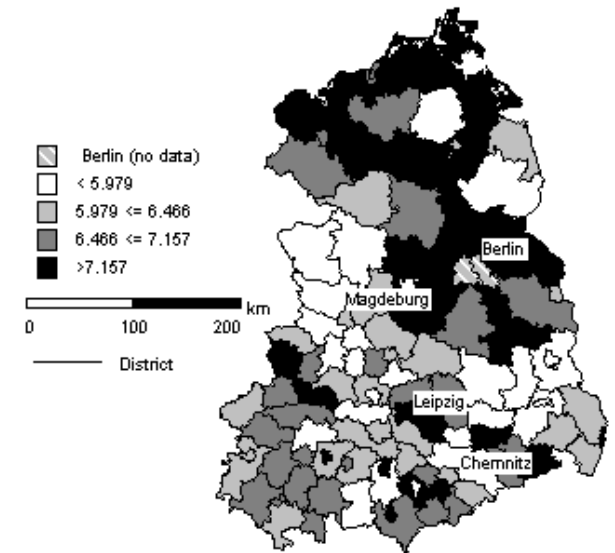 Berlin (no data)
< 5.979
5.979 <= 6.466
6.466 <= 7.157
>7.157
km
0 100 200
District
Berlin
Magdeburg
Leipzig
Chemnitz